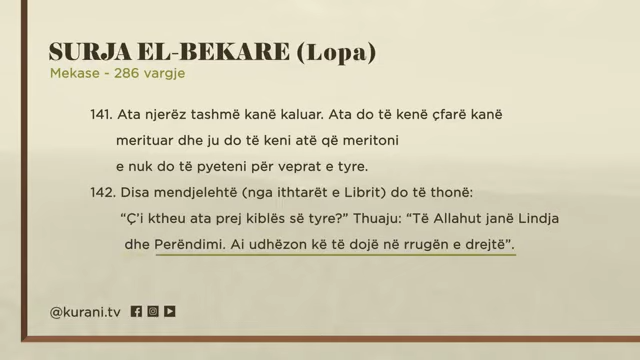 SURJA EL-BEKARE (Lopa)
Mekase - 286 vargje
141. Ata njerëz tashmë kanë kaluar. Ata do të kenë çfarë kanë
merituar dhe ju do të keni atë që meritoni
e nuk do të pyeteni për veprat e tyre.
142. Disa mendjelehtë (nga ithtarët e Librit) do të thonë:
“Ç’i ktheu ata prej kiblës së tyre?” Thuaju: “Të Allahut janë Lindja
dhe Perëndimi. Ai udhëzon kë të dojë në rrugën e drejtë”.
@kurani.tv